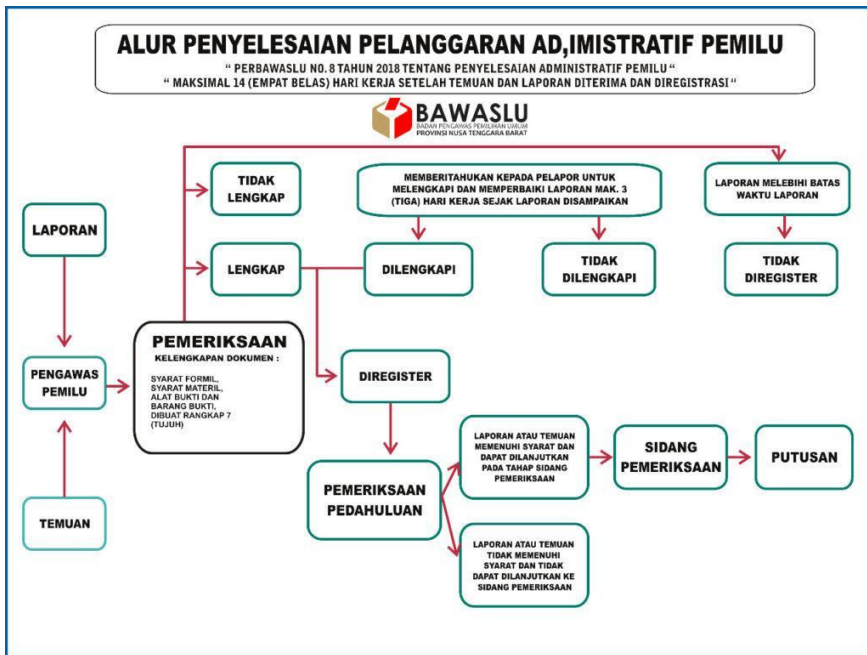 ALUR PENYELESAIAN PELANGGARAN AD,IMISTRATIF PEMILU
" PERBAWASLU NO. 8 TAHUN 2018 TENTANG PENYELESAIAN ADMINISTRATIF PEMILU "
" MAKSIMAL 14 (EMPAT BELAS) HARI KERJA SETELAH TEMUAN DAN LAPORAN DITERIMA DAN DIREGISTRASI "
BAWASLU
BADAN PENGAWAS PEMILIHAN UMUM
PROVINSI NUSA TENGGARA BARAT
TIDAK
LENGKAP
MEMBERITAHUKAN KEPADA PELAPOR UNTUK
MELENGKAPI DAN MEMPERBAIKI LAPORAN MAK. 3
(TIGA) HARI KERJA SEJAK LAPORAN DISAMPAIKAN
LAPORAN MELEBIHI BATAS
WAKTU LAPORAN
LAPORAN
LENGKAP
DILENGKAPI
TIDAK
DILENGKAPI
TIDAK
DIREGISTER
PENGAWAS
PEMILU
PEMERIKSAAN
KELENGKAPAN DOKUMEN :
SYARAT FORMIL,
SYARAT MATERIL,
ALAT BUKTI DAN
BARANG BUKTI,
DIBUAT RANGKAP 7
(TUJUH)
DIREGISTER
TEMUAN
PEMERIKSAAN
PEDAHULUAN
LAPORAN ATAU TEMUAN
MEMENUHI SYARAT DAN
DAPAT DILANJUTKAN
PADA TAHAP SIDANG
PEMERIKSAAN
SIDANG
PEMERIKSAAN
PUTUSAN
LAPORAN ATAU TEMUAN
TIDAK MEMENUHI
SYARAT DAN TIDAK
DAPAT DILANJUTKAN KE
SIDANG PEMERIKSAAN